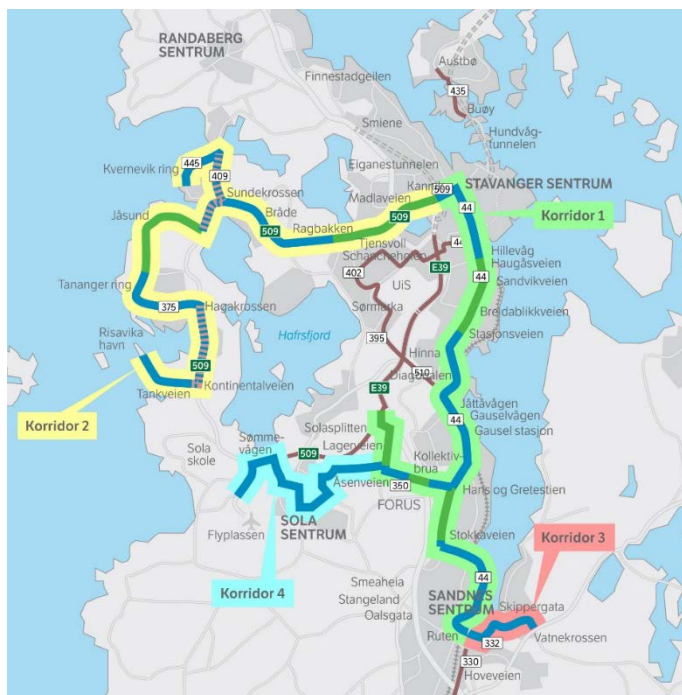 RANDABERG
SENTRUM
Austbø
435
Finnestadgeilen
Buøy
Smiene
Hundvåg-
tunnelen
Kvernevik ring
445
409
Eiganestunnelen
509
STAVANGER SENTRUM
Sundekrossen
Madlaveien
44
Korridor 1
Bråde
509
Jåsund
509
Ragbakken
Tjensvoll
44
Schancheholen
Hillevåg
E39
Haugåsveien
402
44
UiS
Sandvikveien
Tananger ring
Sørmarka
375
Hagakrossen
Bredablikkveien
Risavika
havn
Hafrsfjord
395
Stasjonsveien
Hinna
509
510
Diagonalen
Tankveien
Kontinentalveien
E39
Jåttåvågen
Korridor 2
44
Gauselvågen
Solasplitten
Gausel stasjon
Sømme-
vågen
509
Lagerveien
Sola
skole
Kollektiv-
brua
Åsenveien
350
Hans og Gretestien
FORUS
SOLA
SENTRUM
Flyplassen
Stokkaveien
Korridor 3
Korridor 4
44
Smeaheia
SANDNES
SENTRUM
Stangeland
Skippergata
Oalsgata
Ruten
332
Vatnekrossen
330
Hoveveien